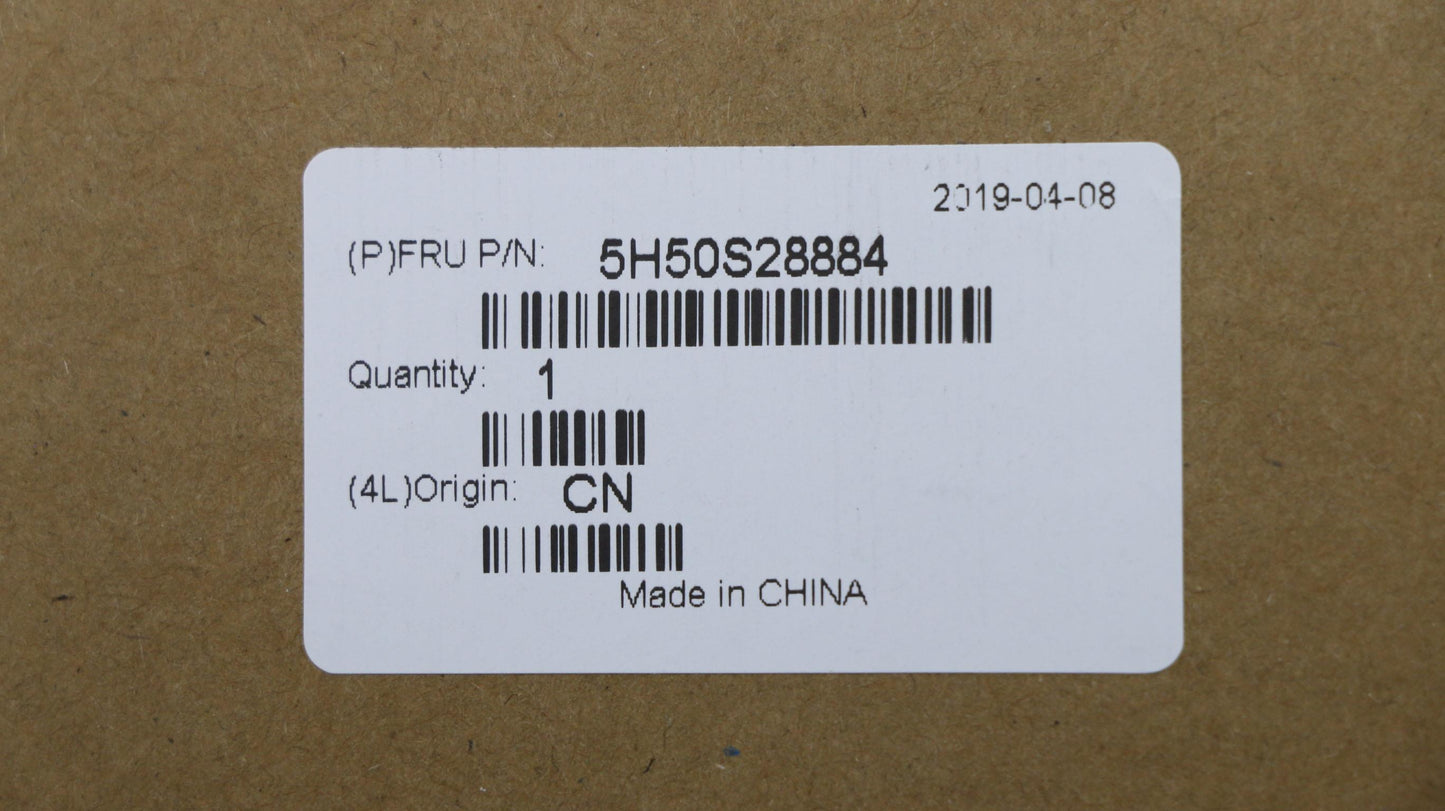 2019-04-08
(P)FRU P/N: 5H50S28884
Quantity: 1
(4L)Origin: CN
Made in CHINA